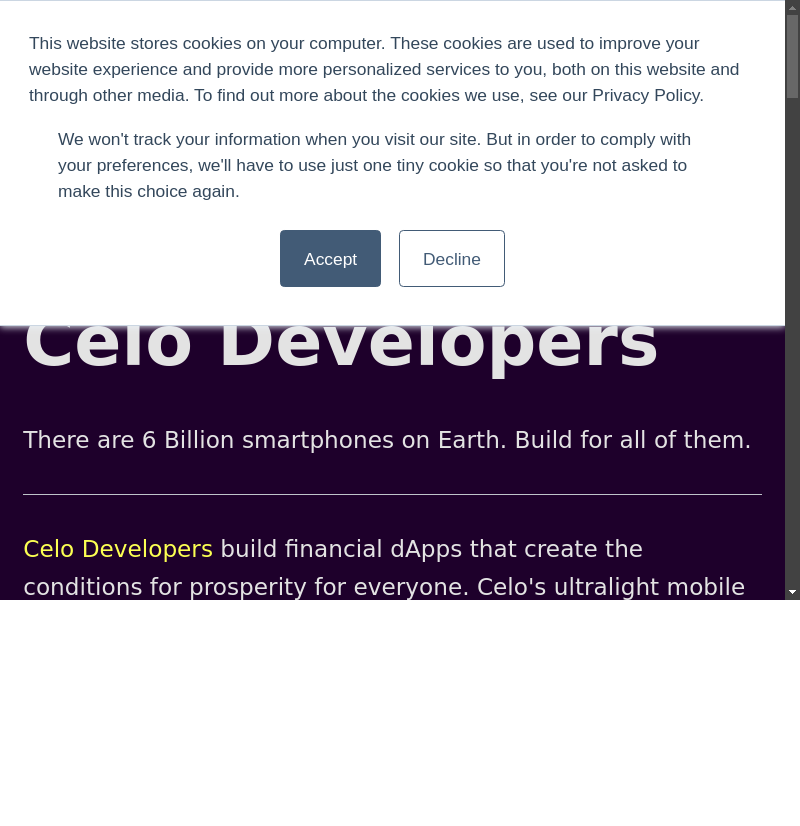 This website stores cookies on your computer. These cookies are used to improve your
website experience and provide more personalized services to you, both on this website and
through other media. To find out more about the cookies we use, see our Privacy Policy.
We won't track your information when you visit our site. But in order to comply with
your preferences, we'll have to use just one tiny cookie so that you're not asked to
make this choice again.
Accept
Decline
Celo Developers
There are 6 Billion smartphones on Earth. Build for all of them.
Celo Developers build financial dApps that create the
conditions for prosperity for everyone. Celo's ultralight mobile